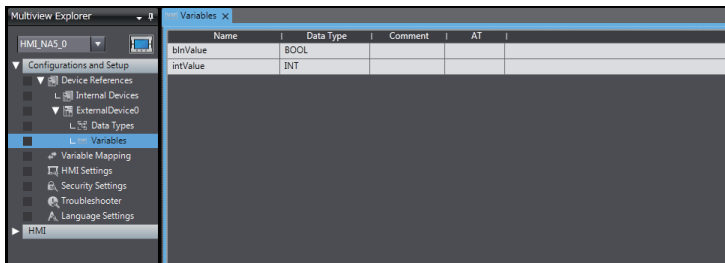 Multiview Explorer
HMI_NA5_0
Configurations and Setup
Device References
Internal Devices
ExternalDevice0
Data Types
Variables
Variable Mapping
HMI Settings
Security Settings
Troubleshooter
Language Settings
HMI
Variables
Name | Data Type | Comment | AT |
blnValue BOOL
intValue INT